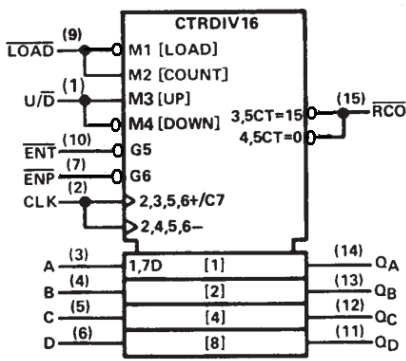 CTRDIV16
LOAD (9) M1 [LOAD]
M2 [COUNT]
U/D (1) M3 [UP]
M4 [DOWN]
3,5CT=15 (15) RCO
4,5CT=0
ENT (10) G5
ENP (7) G6
CLK (2) 2,3,5,6+/C7
2,4,5,6−
A (3) 1,7D [1] (14) QA
B (4) [2] (13) QB
C (5) [4] (12) QC
D (6) [8] (11) QD